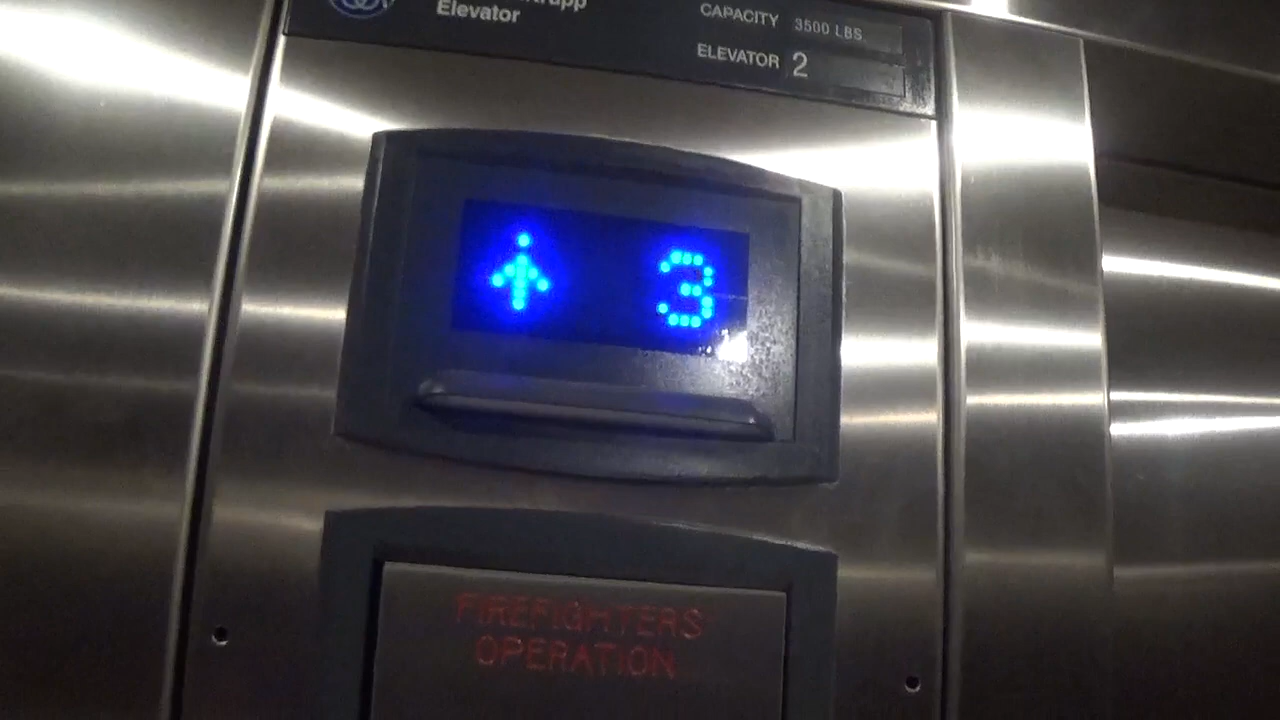 Elevator
CAPACITY 3500 LBS
ELEVATOR 2
↑ 3
FIREFIGHTERS
OPERATION